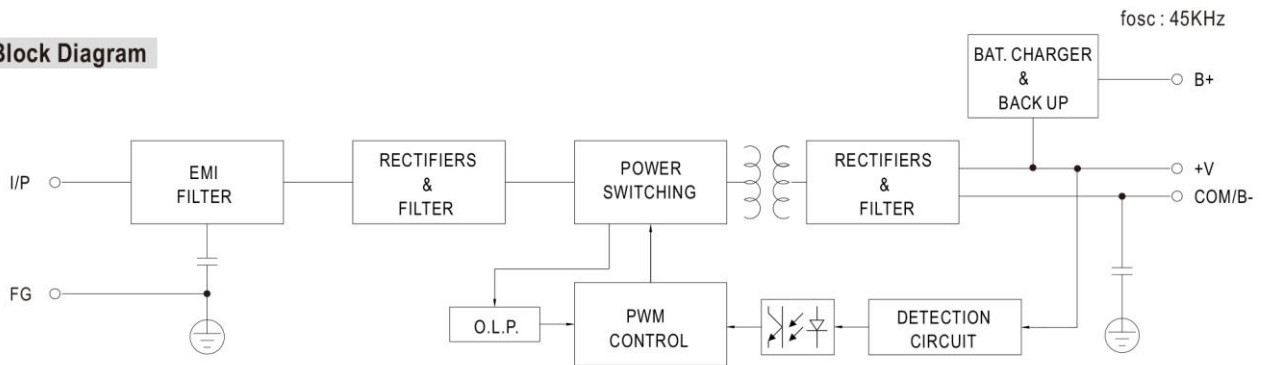 fosc : 45KHz
Block Diagram
BAT. CHARGER
&
BACK UP
B+
I/P
EMI
FILTER
RECTIFIERS
&
FILTER
POWER
SWITCHING
RECTIFIERS
&
FILTER
+V
COM/B-
FG
O.L.P.
PWM
CONTROL
DETECTION
CIRCUIT